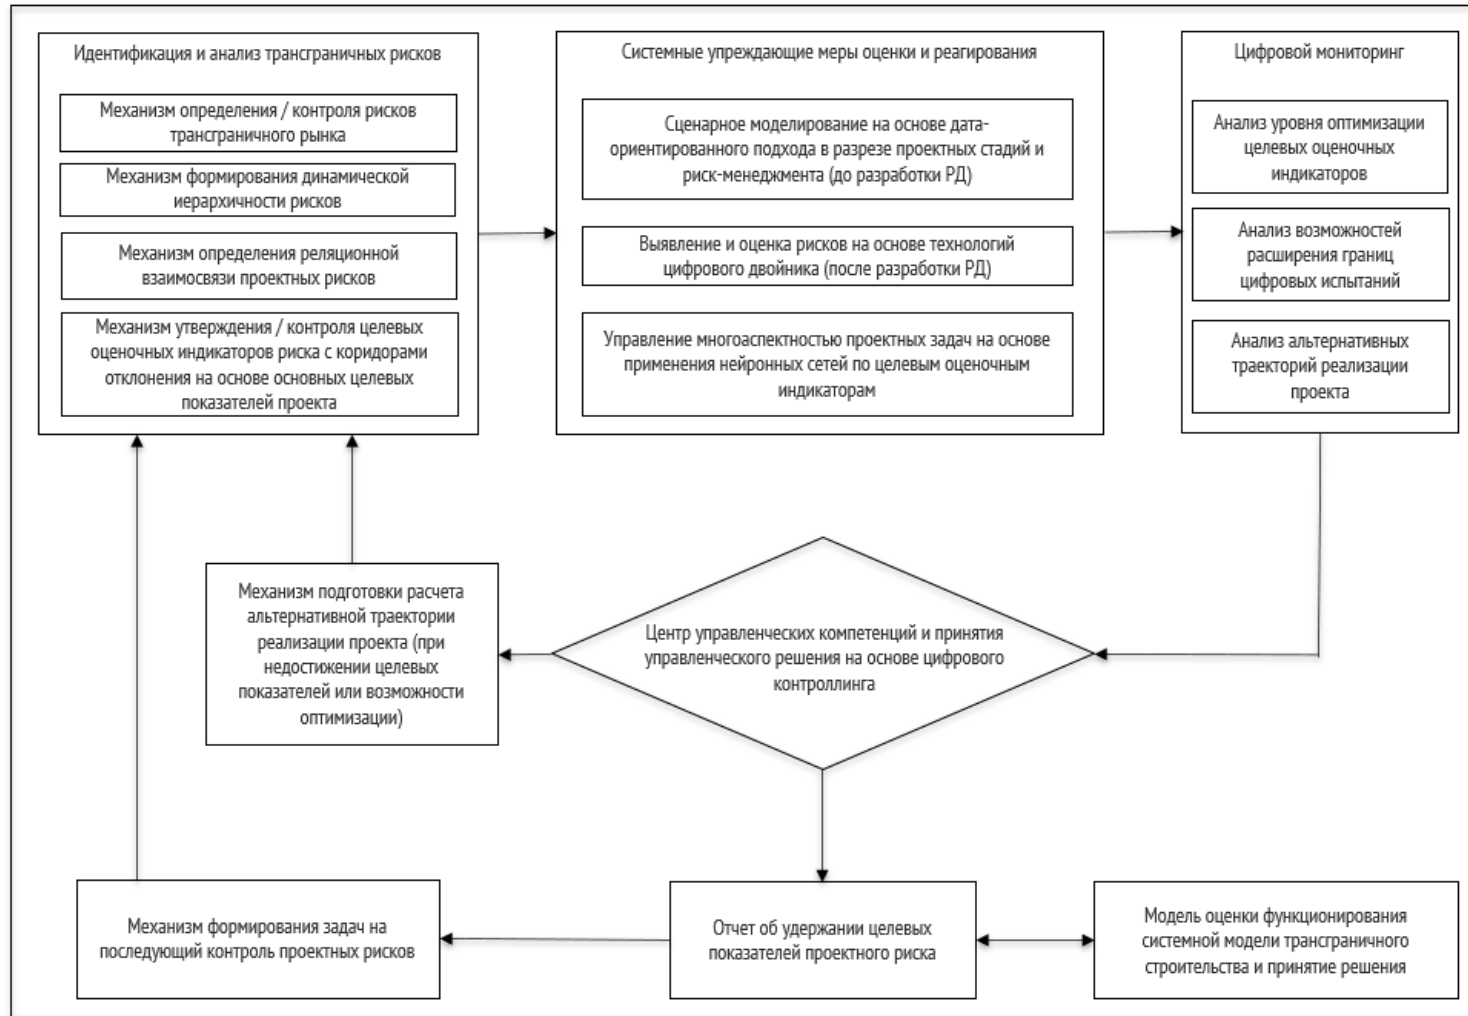 Идентификация и анализ трансграничных рисков
Механизм определения / контроля рисков
трансграничного рынка
Механизм формирования динамической
иерархичности рисков
Механизм определения реляционной
взаимосвязи проектных рисков
Механизм утверждения / контроля целевых
оценочных индикаторов риска с коридорами
отклонения на основе основных целевых
показателей проекта
Системные упреждающие меры оценки и реагирования
Сценарное моделирование на основе дата-
ориентированного подхода в разрезе проектных стадий и
риск-менеджмента (до разработки РД)
Выявление и оценка рисков на основе технологий
цифрового двойника (после разработки РД)
Управление многоаспектностью проектных задач на основе
применения нейронных сетей по целевым оценочным
индикаторам
Цифровой мониторинг
Анализ уровня оптимизации
целевых оценочных
индикаторов
Анализ возможностей
расширения границ
цифровых испытаний
Анализ альтернативных
траекторий реализации
проекта
Механизм подготовки расчета
альтернативной траектории
реализации проекта (при
недостижении целевых
показателей или возможности
оптимизации)
Центр управленческих компетенций и принятия
управленческого решения на основе цифрового
контроллинга
Механизм формирования задач на
последующий контроль проектных рисков
Отчет об удержании целевых
показателей проектного риска
Модель оценки функционирования
системной модели трансграничного
строительства и принятие решения